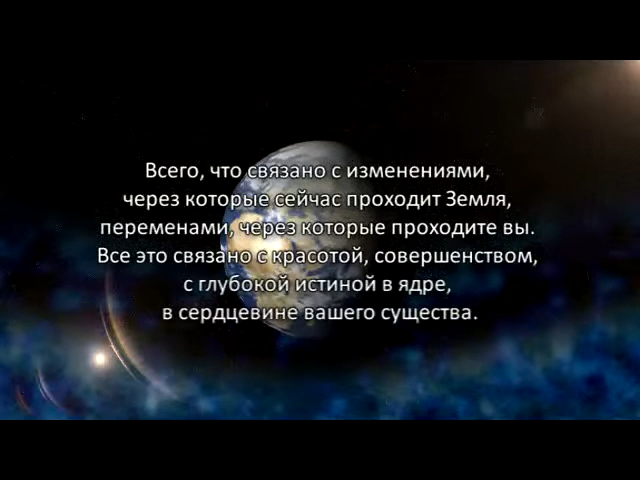 Всего, что связано с изменениями,
через которые сейчас проходит Земля,
переменами, через которые проходите вы.
Все это связано с красотой, совершенством,
с глубокой истиной в ядре,
в сердцевине вашего существа.